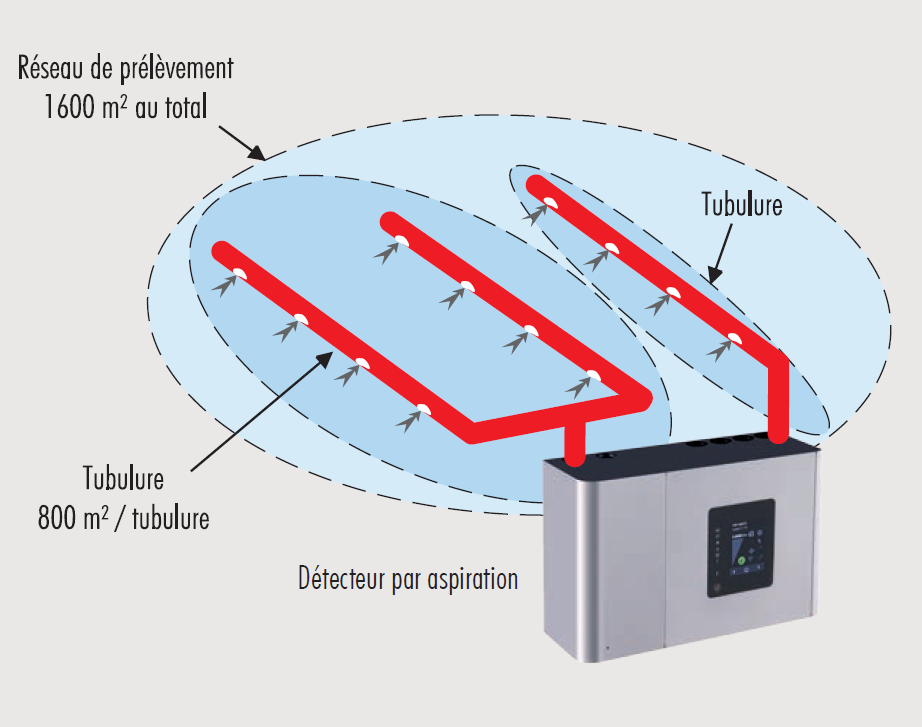 Réseau de prélèvement
1600 m² au total
Tubulure
Tubulure
800 m² / tubulure
Détecteur par aspiration